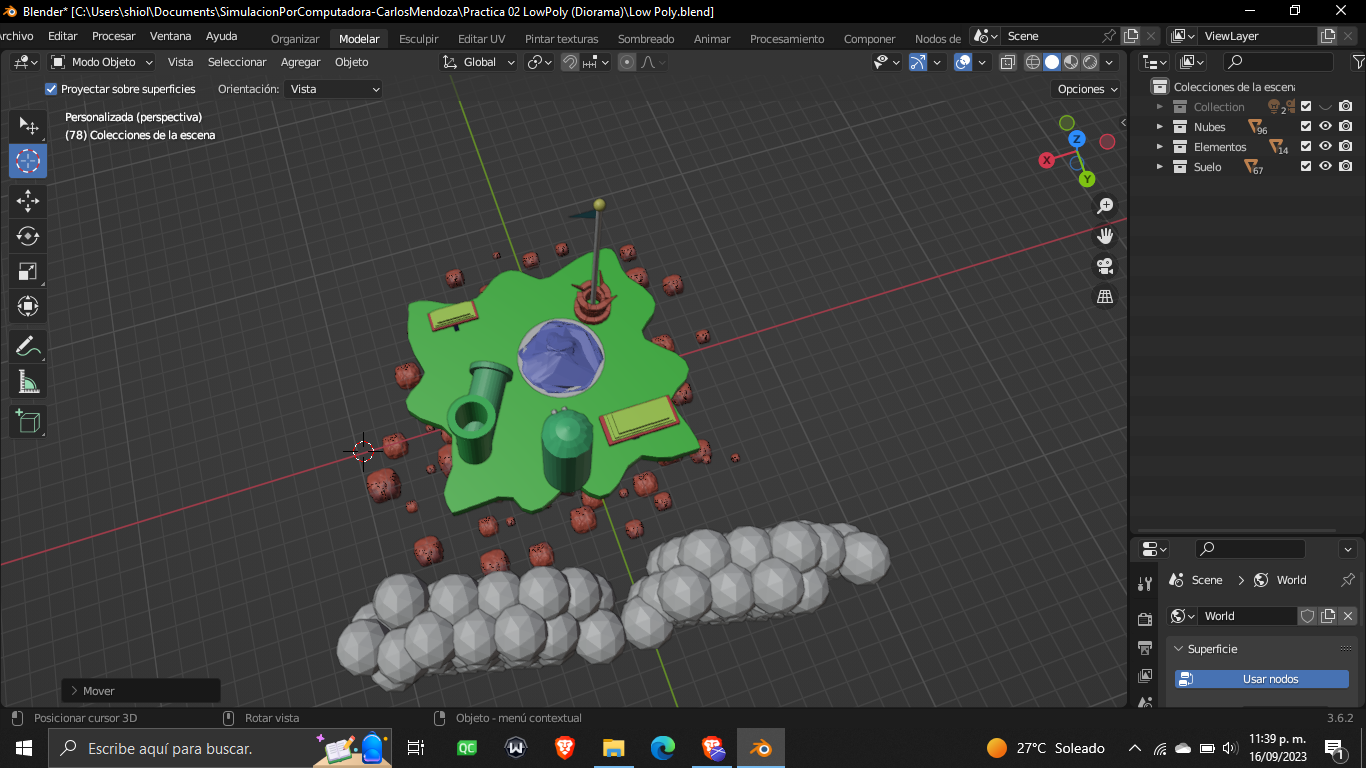 Blender* [C:\Users\shiol\Documents\SimulacionPorComputadora-CarlosMendoza\Practica 02 LowPoly (Diorama)\Low Poly.blend]
rchivo Editar Procesar Ventana Ayuda Organizar Modelar Esculpir Editar UV Pintar texturas Sombreado Animar Procesamiento Componer Nodos de Scene ViewLayer
Modo Objeto Vista Seleccionar Agregar Objeto Global
Proyectar sobre superficies Orientación: Vista Opciones
Personalizada (perspectiva)
(78) Colecciones de la escena
Colecciones de la escena
Collection 2
Nubes 96
Elementos 14
Suelo 67
Z
X
Y
Scene World
World
Superficie
Usar nodos
Mover
Posicionar cursor 3D Rotar vista Objeto - menú contextual 3.6.2
Escribe aquí para buscar. QC W 27°C Soleado 11:39 p. m.
16/09/2023 1